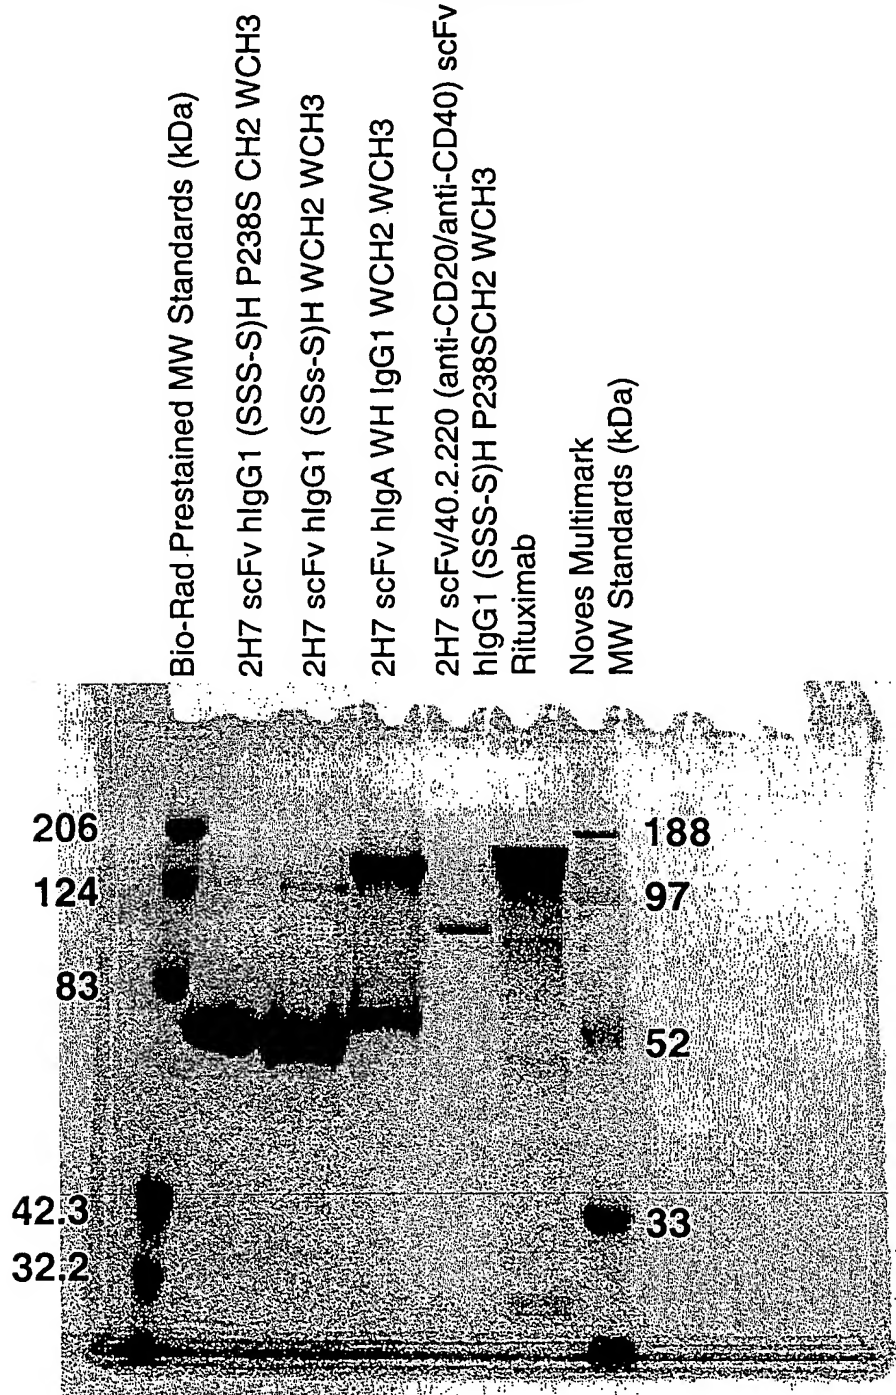 Bio-Rad Prestained MW Standards (kDa)
2H7 scFv hIgG1 (SSS-S)H P238S CH2 WCH3
2H7 scFv hIgG1 (SSs-S)H WCH2 WCH3
2H7 scFv hIgA WH IgG1 WCH2 WCH3
2H7 scFv/40.2.220 (anti-CD20/anti-CD40) scFv
hIgG1 (SSS-S)H P238SCH2 WCH3
Rituximab
Noves Multimark
MW Standards (kDa)
206
124
83
42.3
32.2
188
97
52
33